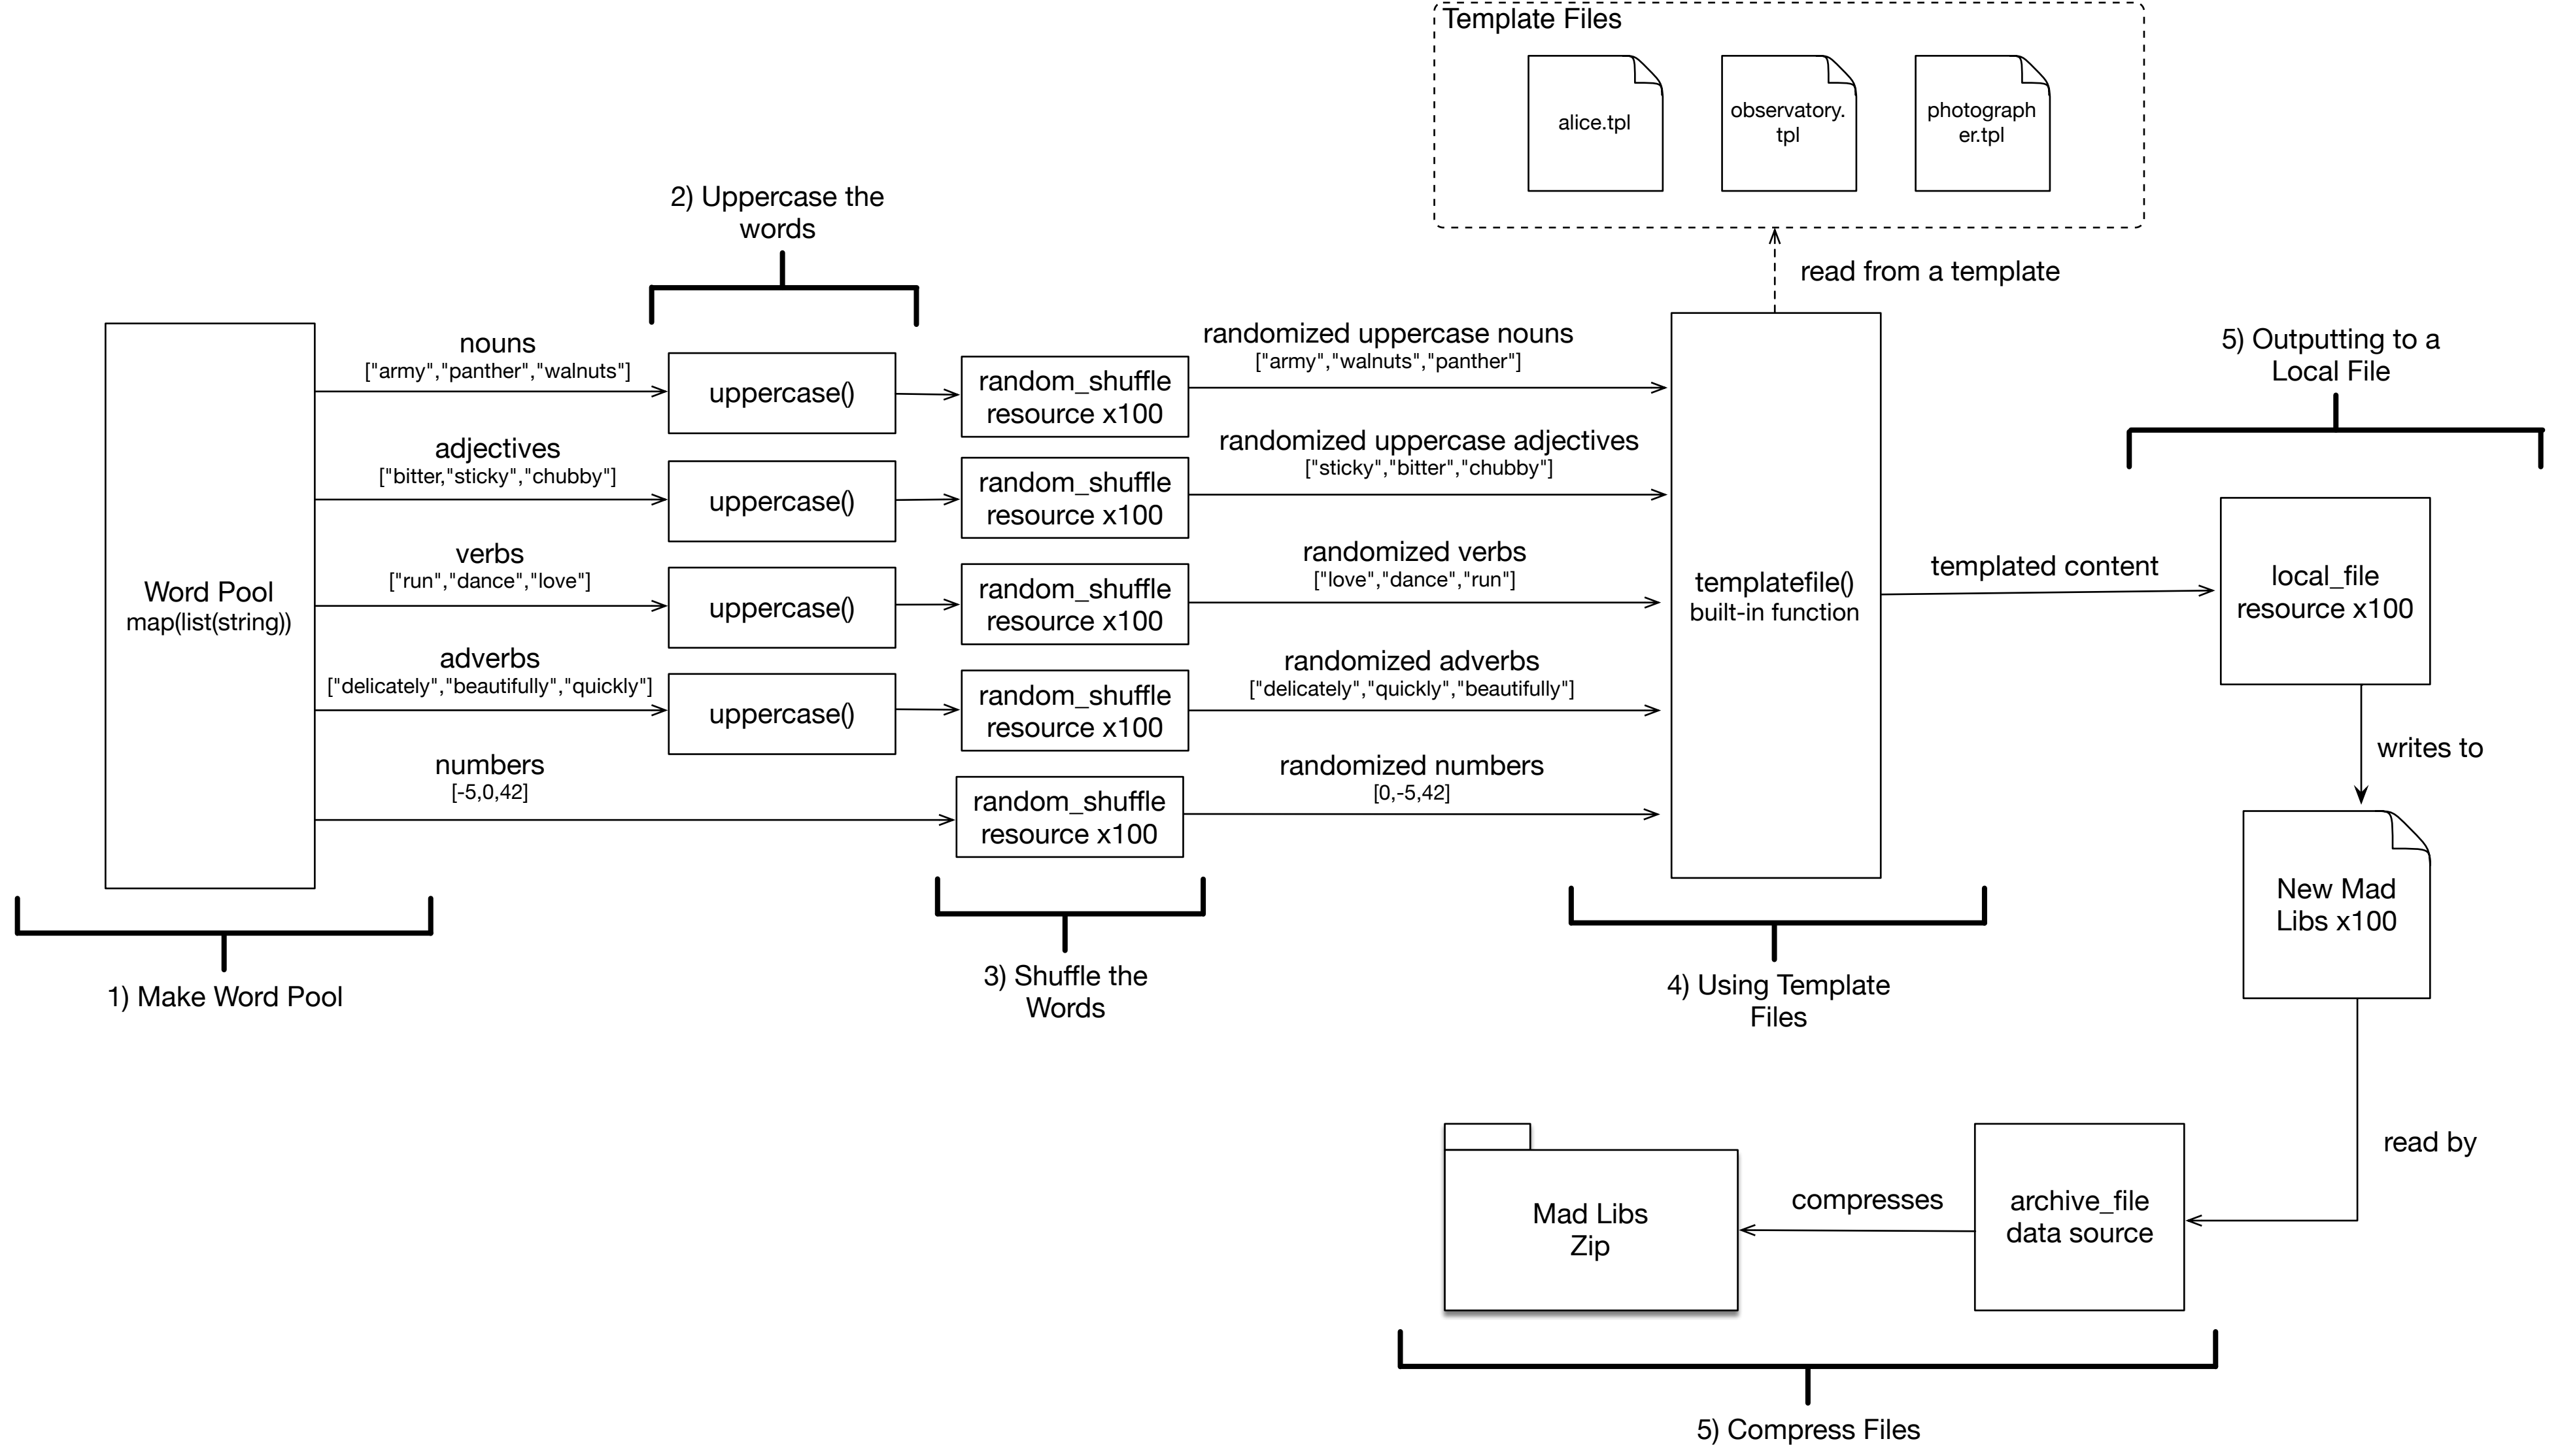 Template Files
alice.tpl
observatory.
tpl
photograph
er.tpl
read from a template
2) Uppercase the
words
Word Pool
map(list(string))
nouns
["army","panther","walnuts"]
uppercase()
random_shuffle
resource x100
randomized uppercase nouns
["army","walnuts","panther"]
adjectives
["bitter,"sticky","chubby"]
uppercase()
random_shuffle
resource x100
randomized uppercase adjectives
["sticky","bitter","chubby"]
verbs
["run","dance","love"]
uppercase()
random_shuffle
resource x100
randomized verbs
["love","dance","run"]
adverbs
["delicately","beautifully","quickly"]
uppercase()
random_shuffle
resource x100
randomized adverbs
["delicately","quickly","beautifully"]
numbers
[-5,0,42]
random_shuffle
resource x100
randomized numbers
[0,-5,42]
templatefile()
built-in function
templated content
5) Outputting to a
Local File
local_file
resource x100
writes to
New Mad
Libs x100
1) Make Word Pool
3) Shuffle the
Words
4) Using Template
Files
read by
archive_file
data source
compresses
Mad Libs
Zip
5) Compress Files